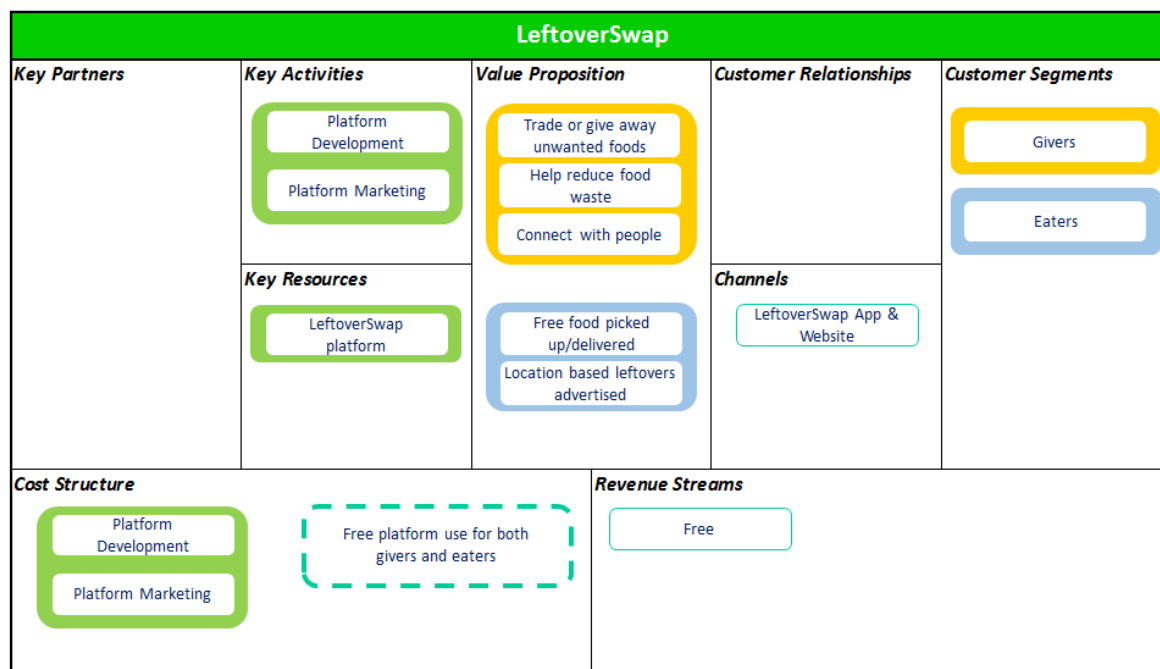 LeftoverSwap
Key Partners
Key Activities
Platform
Development
Platform Marketing
Key Resources
LeftoverSwap
platform
Value Proposition
Trade or give away
unwanted foods
Help reduce food
waste
Connect with people
Free food picked
up/delivered
Location based leftovers
advertised
Customer Relationships
Channels
LeftoverSwap App &
Website
Customer Segments
Givers
Eaters
Cost Structure
Platform
Development
Platform Marketing
Free platform use for both
givers and eaters
Revenue Streams
Free